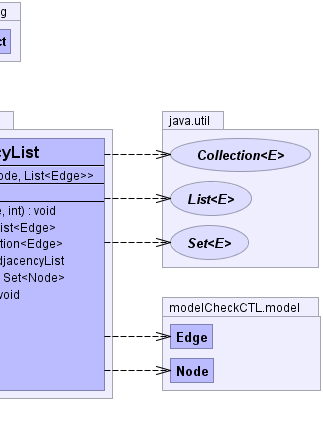 g
ct
cyList
ode, List<Edge>>
e, int) : void
ist<Edge>
tion<Edge>
djacencyList
Set<Node>
void
java.util
Collection<E>
List<E>
Set<E>
modelCheckCTL.model
Edge
Node